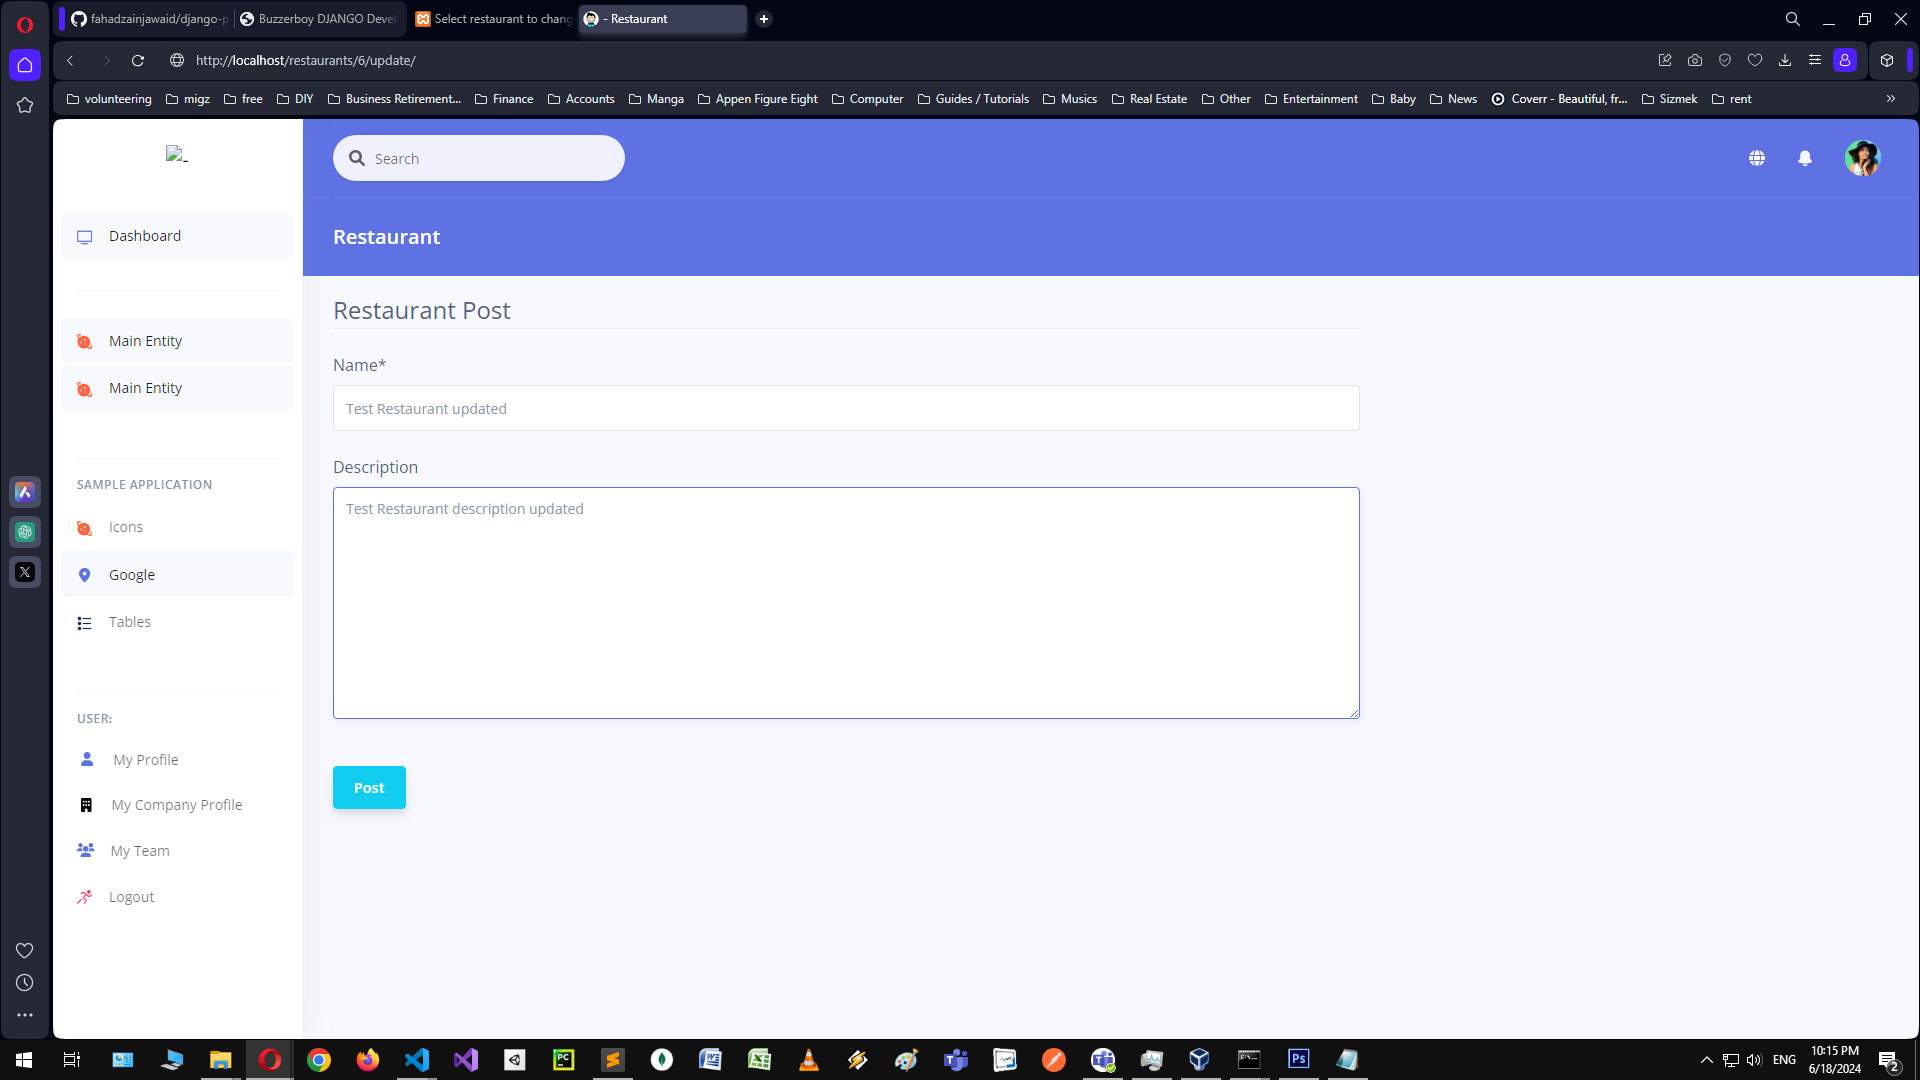 fahadzainjawaid/django-p
Buzzerboy DJANGO Deve
Select restaurant to chang
- Restaurant
http://localhost/restaurants/6/update/
volunteering
migz
free
DIY
Business Retirement...
Finance
Accounts
Manga
Appen Figure Eight
Computer
Guides / Tutorials
Musics
Real Estate
Other
Entertainment
Baby
News
Coverr - Beautiful, fr...
Sizmek
rent
-
Search
Dashboard
Restaurant
Restaurant Post
Main Entity
Name*
Main Entity
Test Restaurant updated
Description
SAMPLE APPLICATION
Test Restaurant description updated
Icons
Google
Tables
USER:
My Profile
Post
My Company Profile
My Team
Logout
ENG
10:15 PM
6/18/2024
2